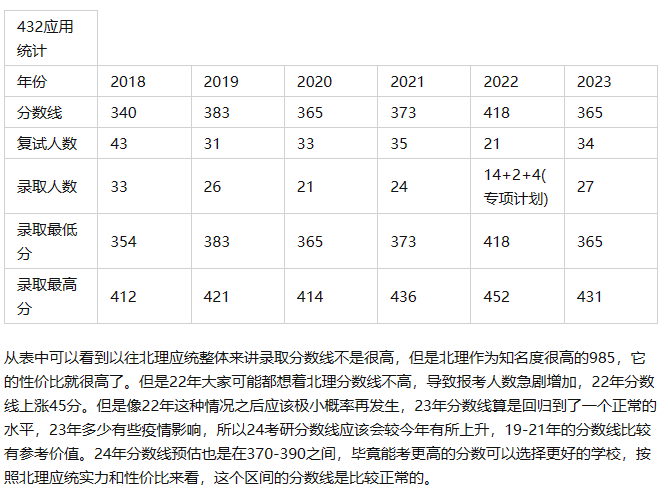 432应用
统计
年份 2018 2019 2020 2021 2022 2023
分数线 340 383 365 373 418 365
复试人数 43 31 33 35 21 34
录取人数 33 26 21 24 14+2+4(
专项计划) 27
录取最低
分 354 383 365 373 418 365
录取最高
分 412 421 414 436 452 431
从表中可以看到以往北理应统整体来讲录取分数线不是很高，但是北理作为知名度很高的985，它
的性价比就很高了。但是22年大家可能都想着北理分数线不高，导致报考人数急剧增加，22年分数
线上涨45分。但是像22年这种情况之后应该极小概率再发生，23年分数线算是回归到了一个正常的
水平，23年多少有些疫情影响，所以24考研分数线应该会较今年有所上升，19-21年的分数线比较
有参考价值。24年分数线预估也是在370-390之间，毕竟能考更高的分数可以选择更好的学校，按
照北理应统实力和性价比来看，这个区间的分数线是比较正常的。